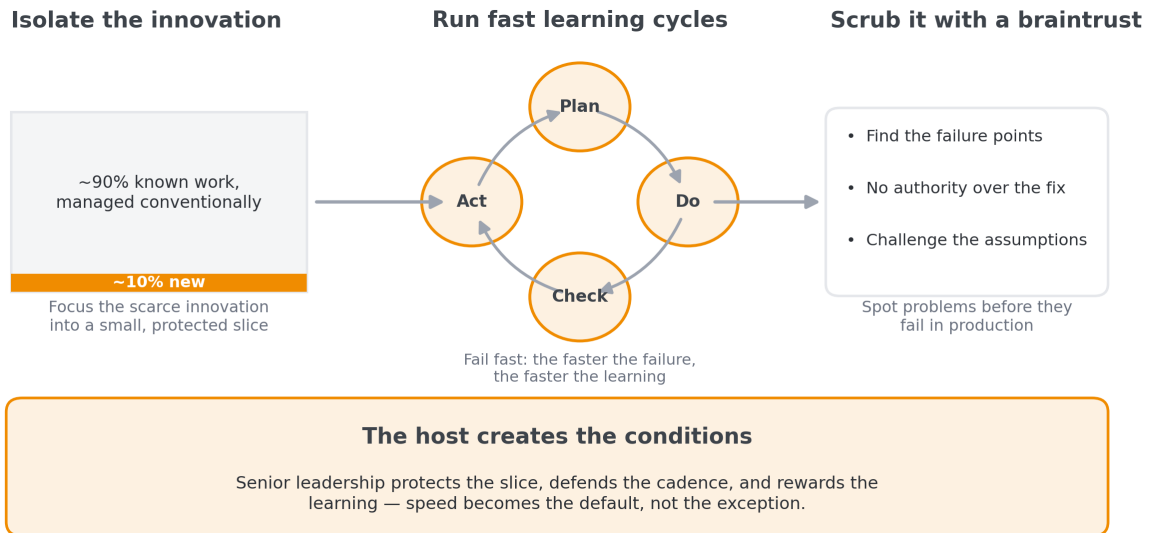 Isolate the innovation
Run fast learning cycles
Scrub it with a braintrust
~90% known work,
managed conventionally
~10% new
Focus the scarce innovation
into a small, protected slice
Plan
Act
Do
Check
Fail fast: the faster the failure,
the faster the learning
• Find the failure points
• No authority over the fix
• Challenge the assumptions
Spot problems before they
fail in production
The host creates the conditions
Senior leadership protects the slice, defends the cadence, and rewards the
learning — speed becomes the default, not the exception.